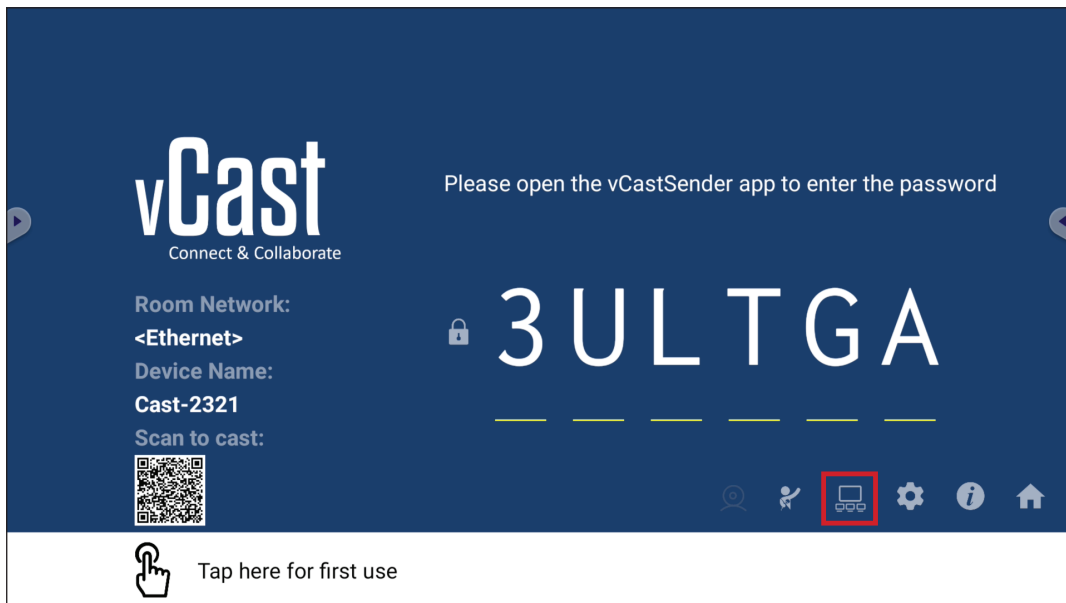 vCast
Connect & Collaborate
Please open the vCastSender app to enter the password
Room Network:
<Ethernet>
Device Name:
Cast-2321
Scan to cast:
3ULTGA
Tap here for first use